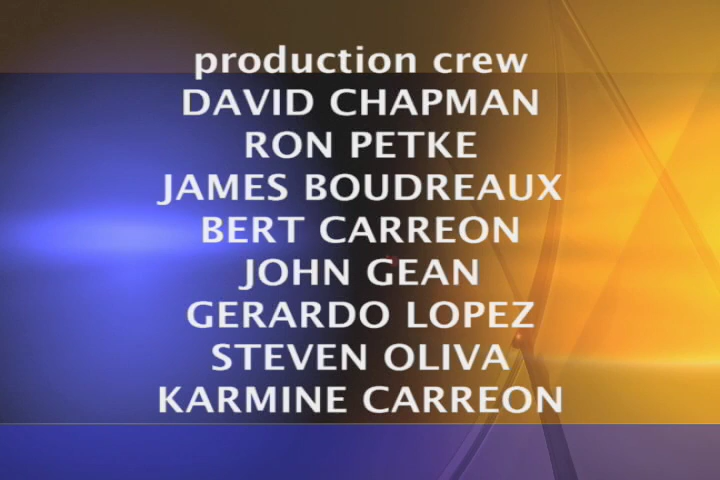 production crew
DAVID CHAPMAN
RON PETKE
JAMES BOUDREAUX
BERT CARREON
JOHN GEAN
GERARDO LOPEZ
STEVEN OLIVA
KARMINE CARREON